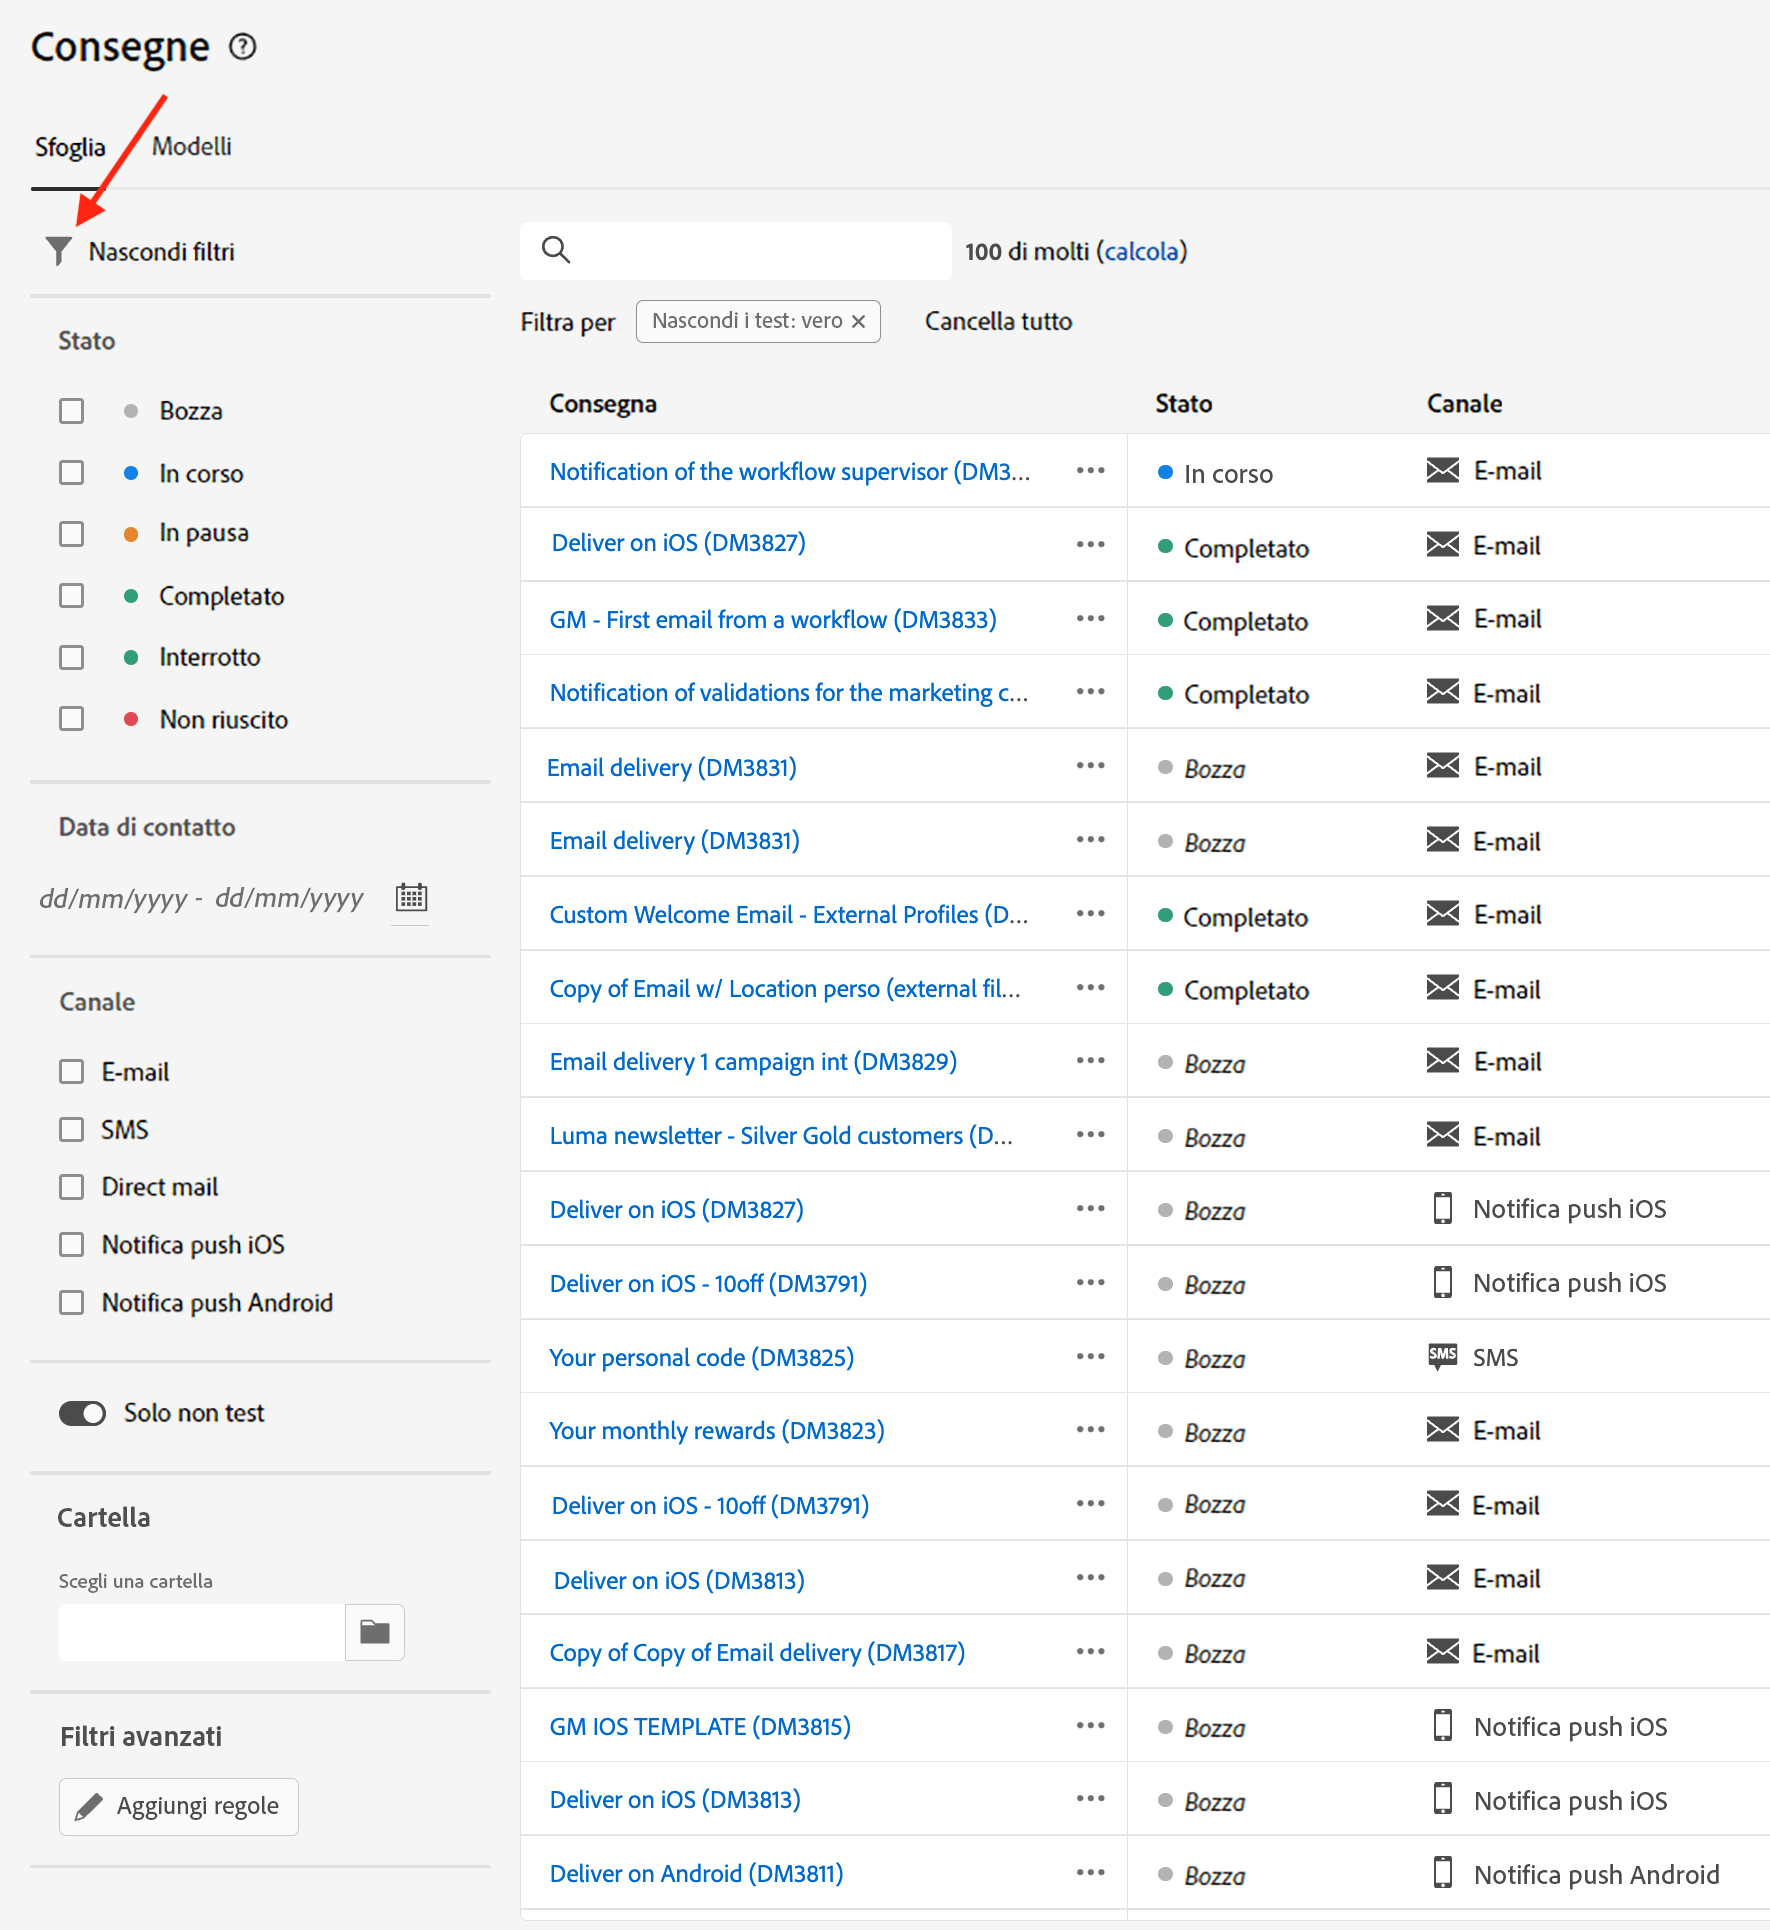 Consegne
Sfoglia Modelli
Nascondi filtri
100 di molti (calcola)
Filtra per Nascondi i test: vero Cancella tutto
Stato
Bozza
In corso
In pausa
Completato
Interrotto
Non riuscito
Data di contatto
dd/mm/yyyy - dd/mm/yyyy
Canale
E-mail
SMS
Direct mail
Notifica push iOS
Notifica push Android
Solo non test
Cartella
Scegli una cartella
Filtri avanzati
Aggiungi regole
Consegna Stato Canale
Notification of the workflow supervisor (DM3... In corso E-mail
Deliver on iOS (DM3827) Completato E-mail
GM - First email from a workflow (DM3833) Completato E-mail
Notification of validations for the marketing c... Completato E-mail
Email delivery (DM3831) Bozza E-mail
Email delivery (DM3831) Bozza E-mail
Custom Welcome Email - External Profiles (D... Completato E-mail
Copy of Email w/ Location perso (external fil... Completato E-mail
Email delivery 1 campaign int (DM3829) Bozza E-mail
Luma newsletter - Silver Gold customers (D... Bozza E-mail
Deliver on iOS (DM3827) Bozza Notifica push iOS
Deliver on iOS - 10off (DM3791) Bozza Notifica push iOS
Your personal code (DM3825) Bozza SMS SMS
Your monthly rewards (DM3823) Bozza E-mail
Deliver on iOS - 10off (DM3791) Bozza E-mail
Deliver on iOS (DM3813) Bozza E-mail
Copy of Copy of Email delivery (DM3817) Bozza E-mail
GM IOS TEMPLATE (DM3815) Bozza Notifica push iOS
Deliver on iOS (DM3813) Bozza Notifica push iOS
Deliver on Android (DM3811) Bozza Notifica push Android